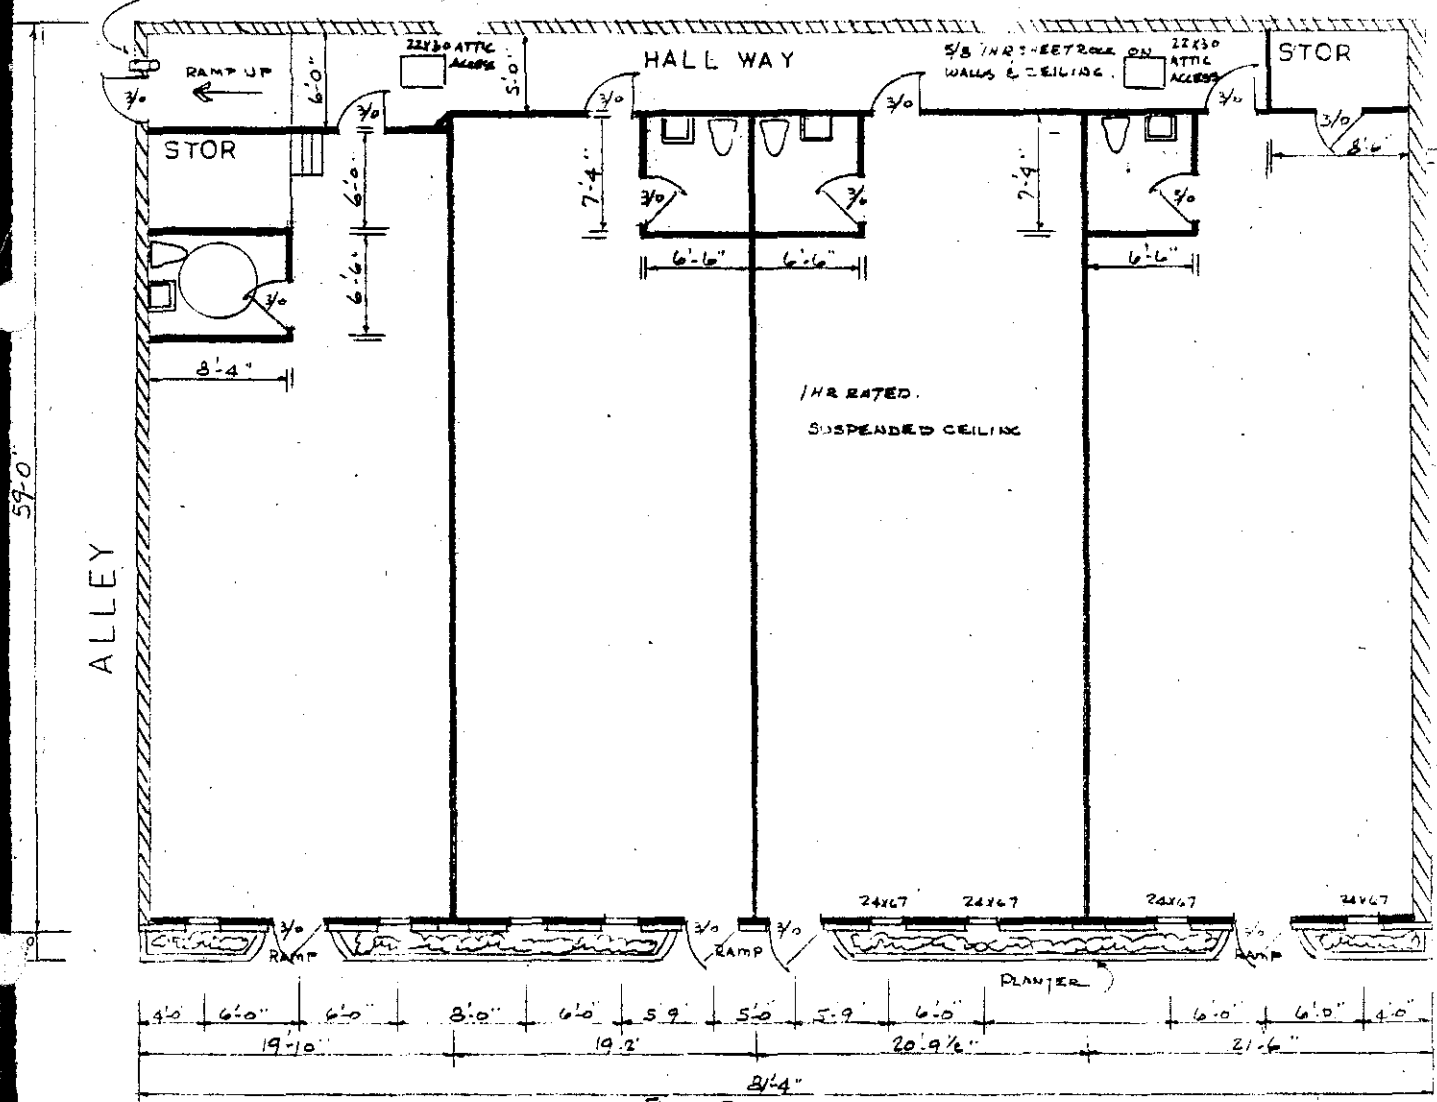 22X30 ATTIC
ACCESS
HALL WAY
5/8 1 HR SHEETROCK ON
WALLS & CEILING.
22X30
ATTIC
ACCESS
STOR
RAMP UP
6'-0"
5'-0"
3/0
3/0
3/0
3/0
3/0
3/0
8'-6"
STOR
6'-0"
7'-4"
7'-4"
3/0
3/0
6'-6"
6'-6"
6'-6"
6'-6"
3/0
8'-4"
1 HR RATED.
SUSPENDED CEILING
59'-0"
ALLEY
24X67
24X67
24X67
24X67
3/0
3/0
3/0
3/0
RAMP
RAMP
RAMP
PLANTER
4'-0
6'-0"
6'-0"
8'-0"
6'-0
5-9
5'-0
5-9
6'-0"
6'-0"
6'-0"
4'-0
19'-10"
19'-2"
20'-9 1/2"
21'-6"
81'-4"